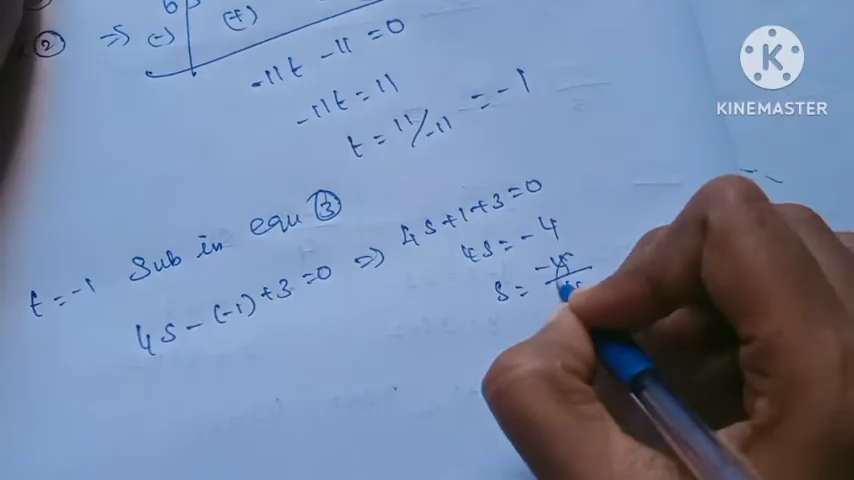 ② ⇒ (-) (+)
-11t - 11 = 0
-11t = 11
t = 11/-11 = -1
t = -1 Sub in equ ③
4s - (-1) + 3 = 0 ⇒ 4s + 1 + 3 = 0
4s = -4
s = -4
KINEMASTER